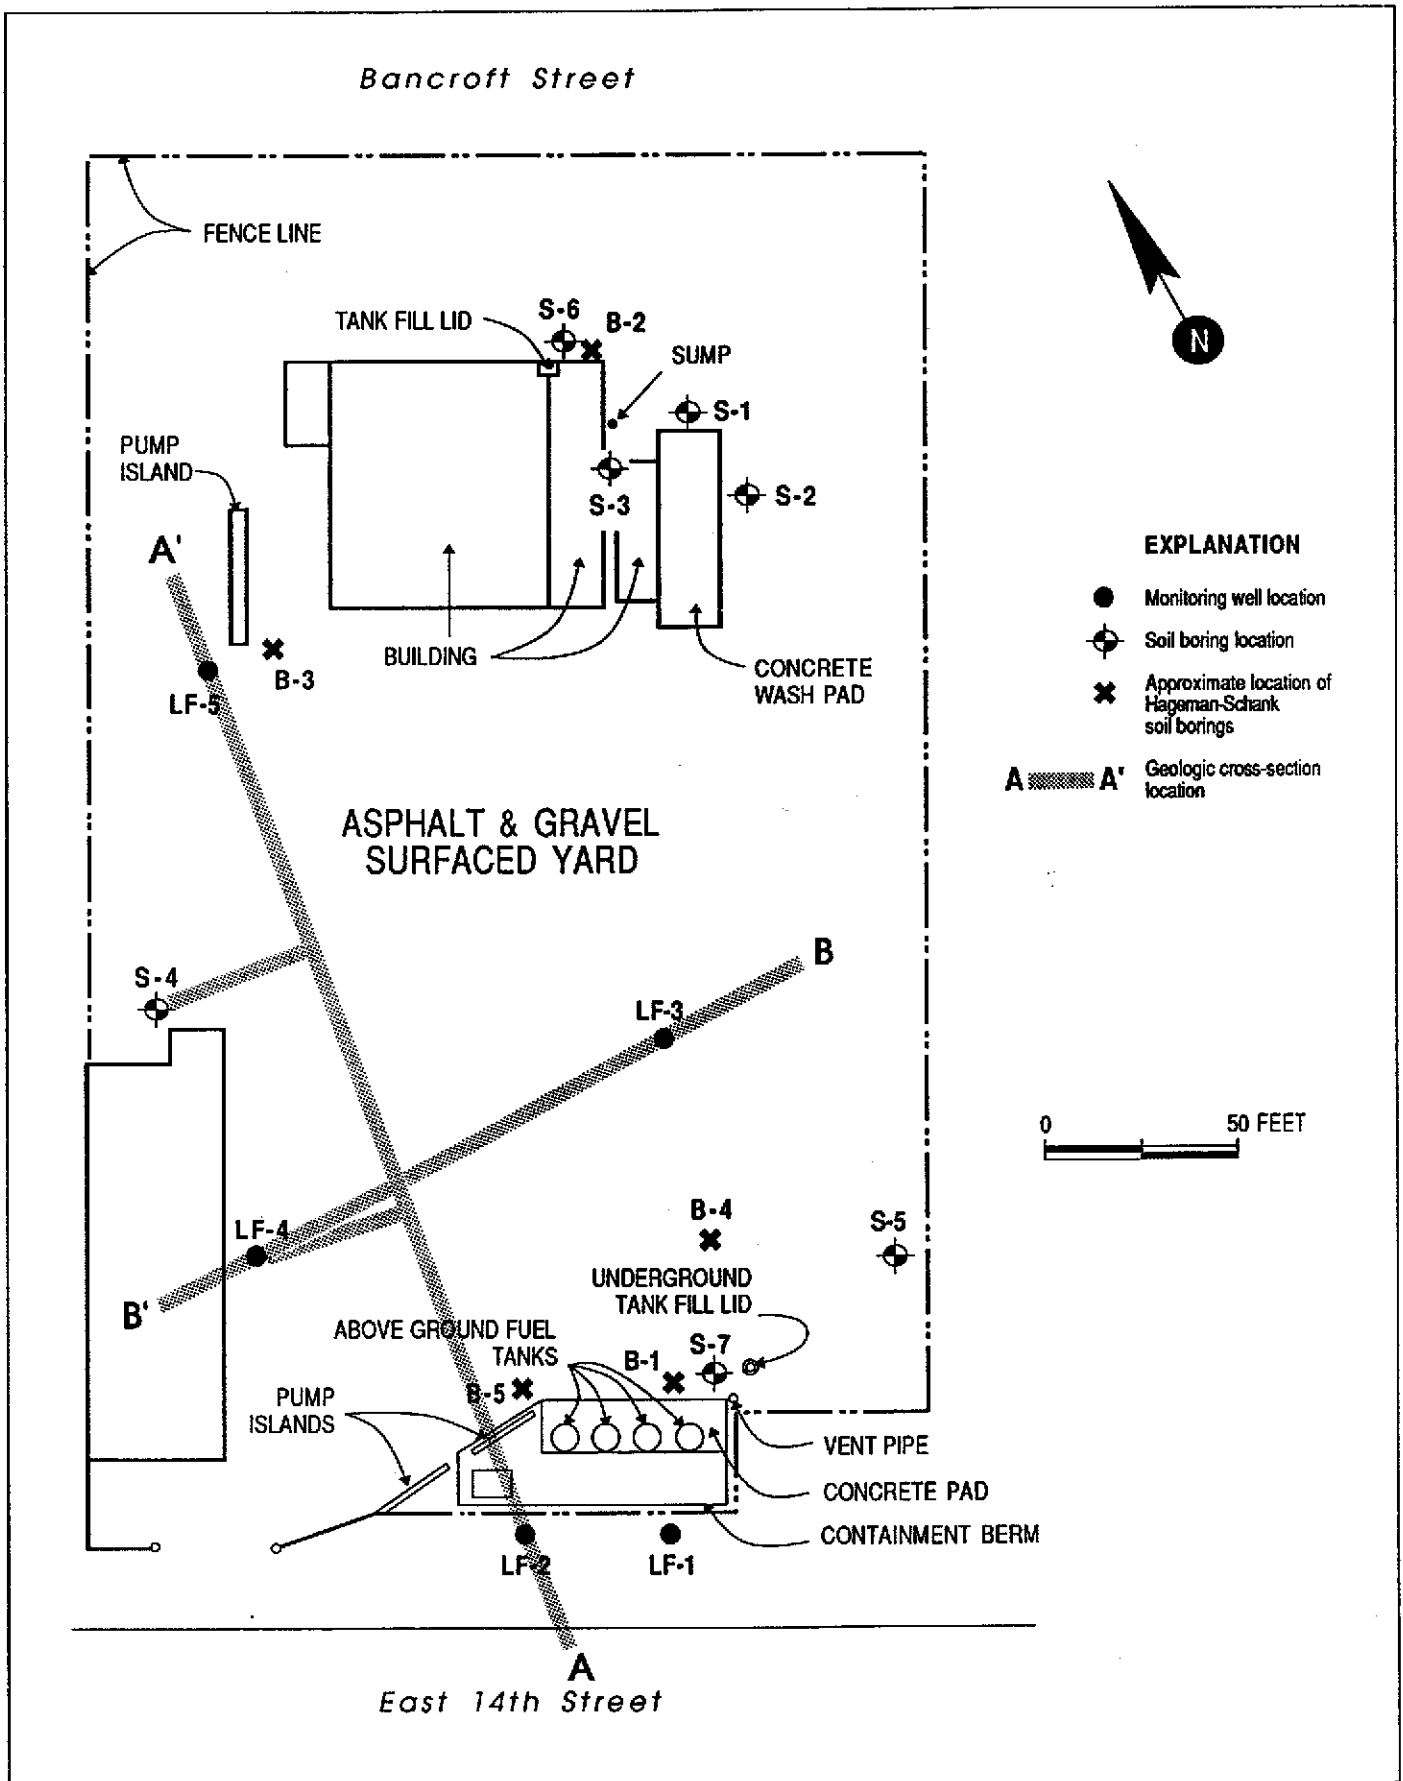 Bancroft Street
FENCE LINE
N
TANK FILL LID
S-6
B-2
SUMP
S-1
PUMP
ISLAND
S-3
S-2
A'
EXPLANATION
Monitoring well location
Soil boring location
Approximate location of
Hageman-Schank
soil borings
A A' Geologic cross-section
location
BUILDING
CONCRETE
WASH PAD
B-3
LF-5
ASPHALT & GRAVEL
SURFACED YARD
B
S-4
LF-3
0 50 FEET
B-4
S-5
LF-4
B'
UNDERGROUND
TANK FILL LID
ABOVE GROUND FUEL
TANKS
S-7
B-1
B-5
PUMP
ISLANDS
VENT PIPE
CONCRETE PAD
CONTAINMENT BERM
LF-2
LF-1
A
East 14th Street